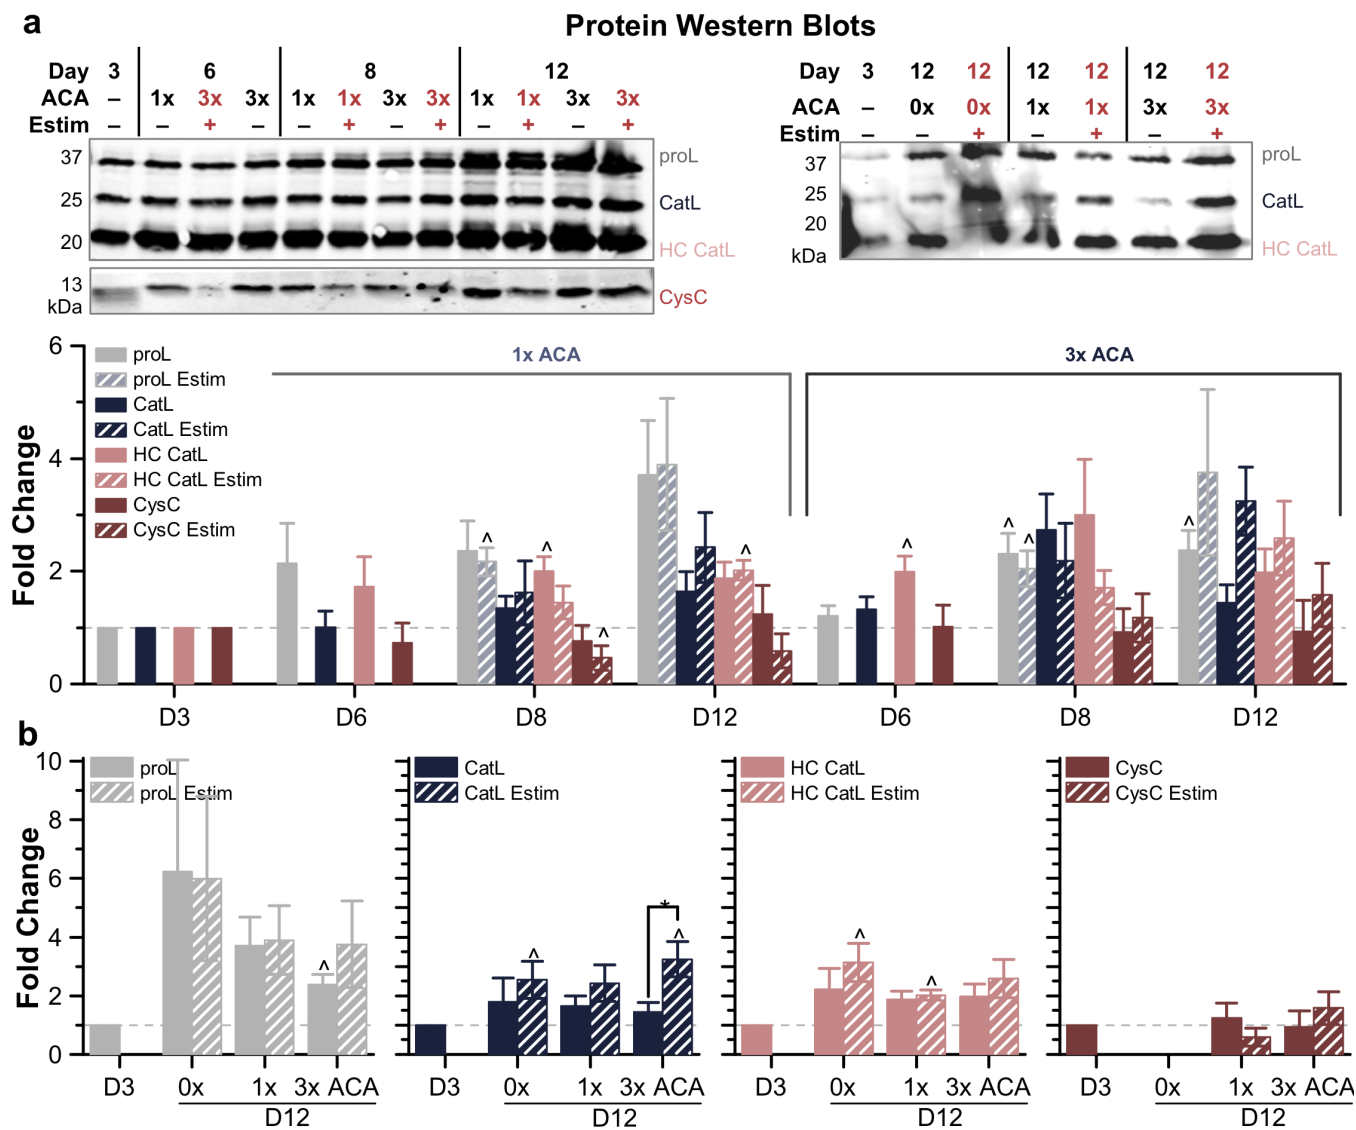 a
Protein Western Blots
Day 3 6 8 12
ACA – 1x 3x 3x 1x 1x 3x 3x 1x 1x 3x 3x
Estim – – + – – + – + – + – +
37 proL
25 CatL
20 HC CatL
13 CysC
kDa
Day 3 12 12 12 12 12 12
ACA – 0x 0x 1x 1x 3x 3x
Estim – – + – + – +
37 proL
25 CatL
20
kDa HC CatL
Fold Change
6
4
2
0
proL
proL Estim
CatL
CatL Estim
HC CatL
HC CatL Estim
CysC
CysC Estim
1x ACA
3x ACA
^ ^ ^ ^ ^ ^ ^ ^
D3 D6 D8 D12 D6 D8 D12
b
Fold Change
10
8
6
4
2
0
proL
proL Estim
^
D3 0x 1x 3x ACA
D12
CatL
CatL Estim
*
^ ^
D3 0x 1x 3x ACA
D12
HC CatL
HC CatL Estim
^ ^
D3 0x 1x 3x ACA
D12
CysC
CysC Estim
D3 0x 1x 3x ACA
D12